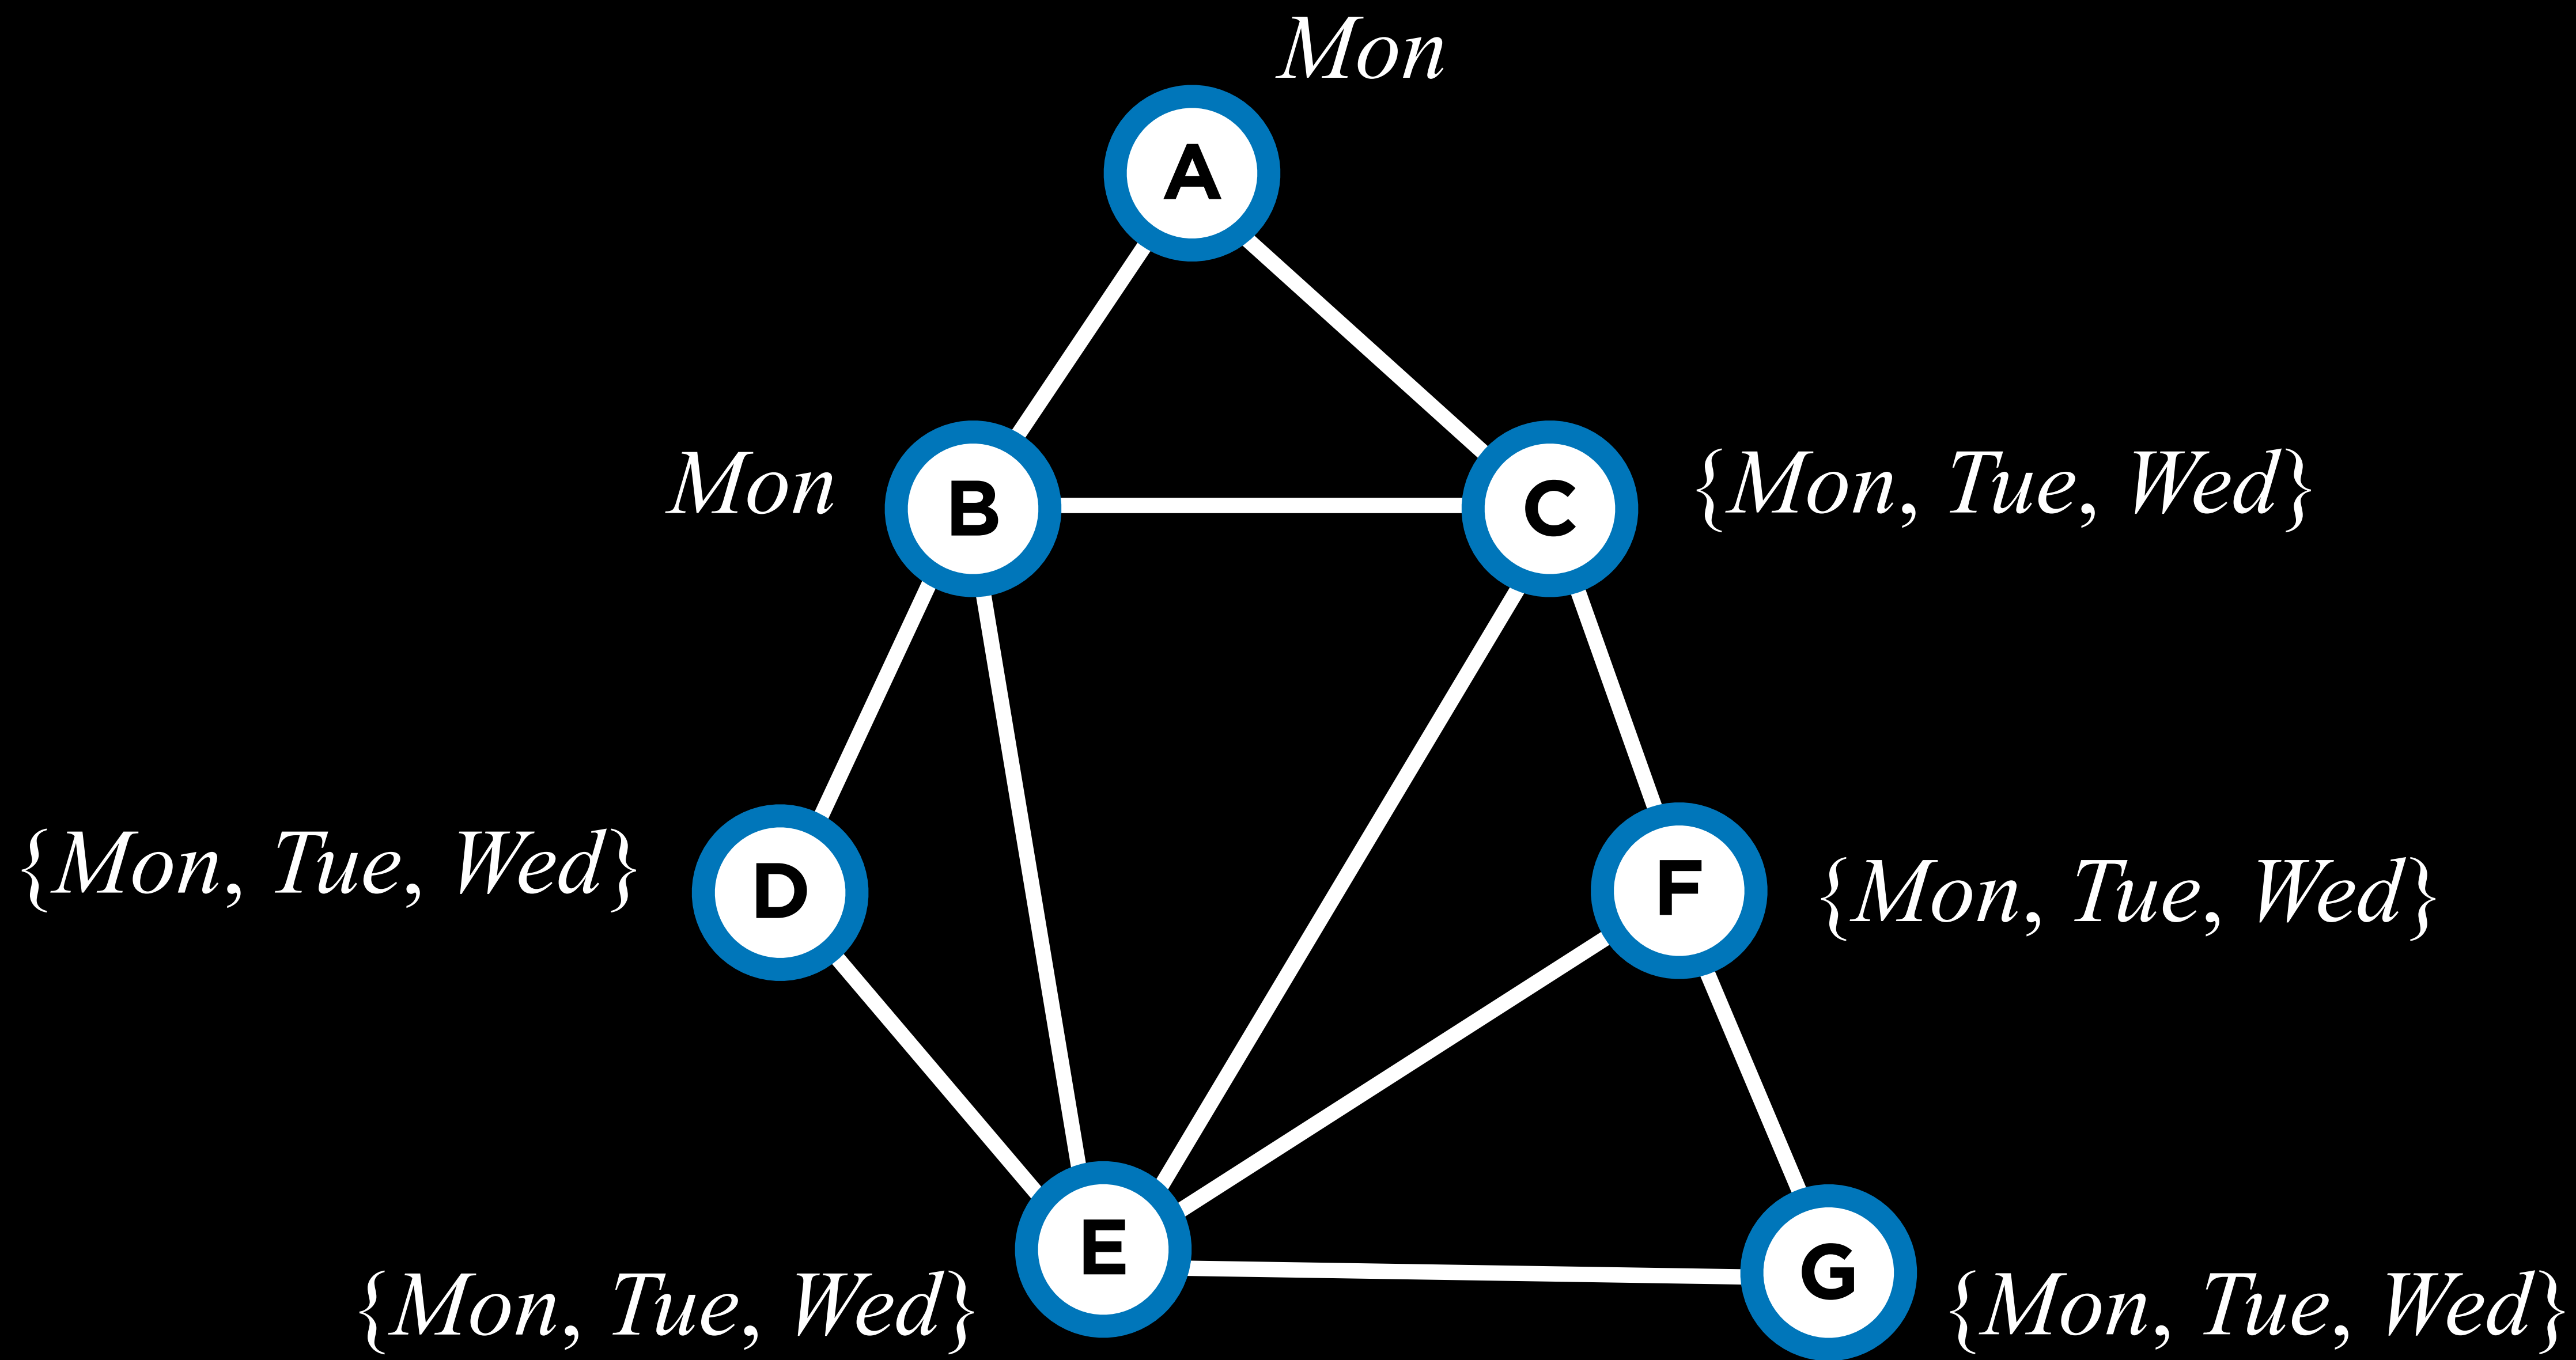 Mon
A
Mon
B
C
{Mon, Tue, Wed}
{Mon, Tue, Wed}
D
F
{Mon, Tue, Wed}
E
G
{Mon, Tue, Wed}
{Mon, Tue, Wed}